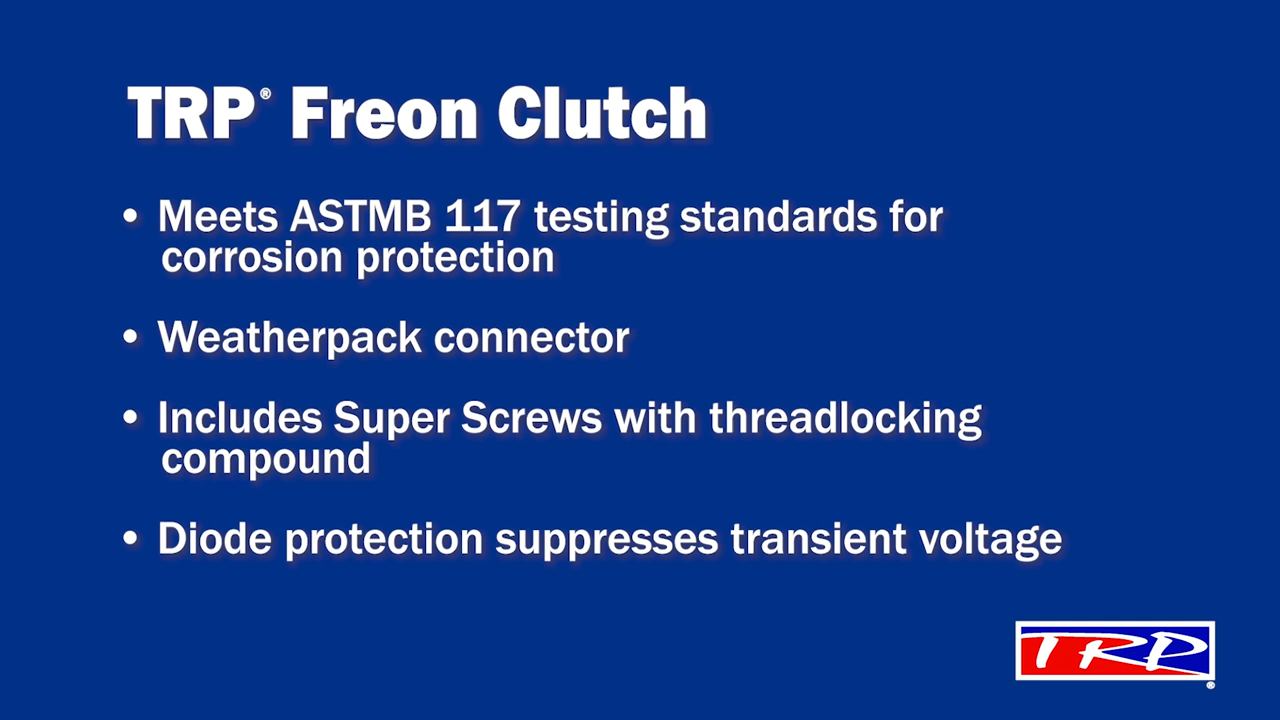 TRP® Freon Clutch
• Meets ASTMB 117 testing standards for
corrosion protection
• Weatherpack connector
• Includes Super Screws with threadlocking
compound
• Diode protection suppresses transient voltage
TRP®